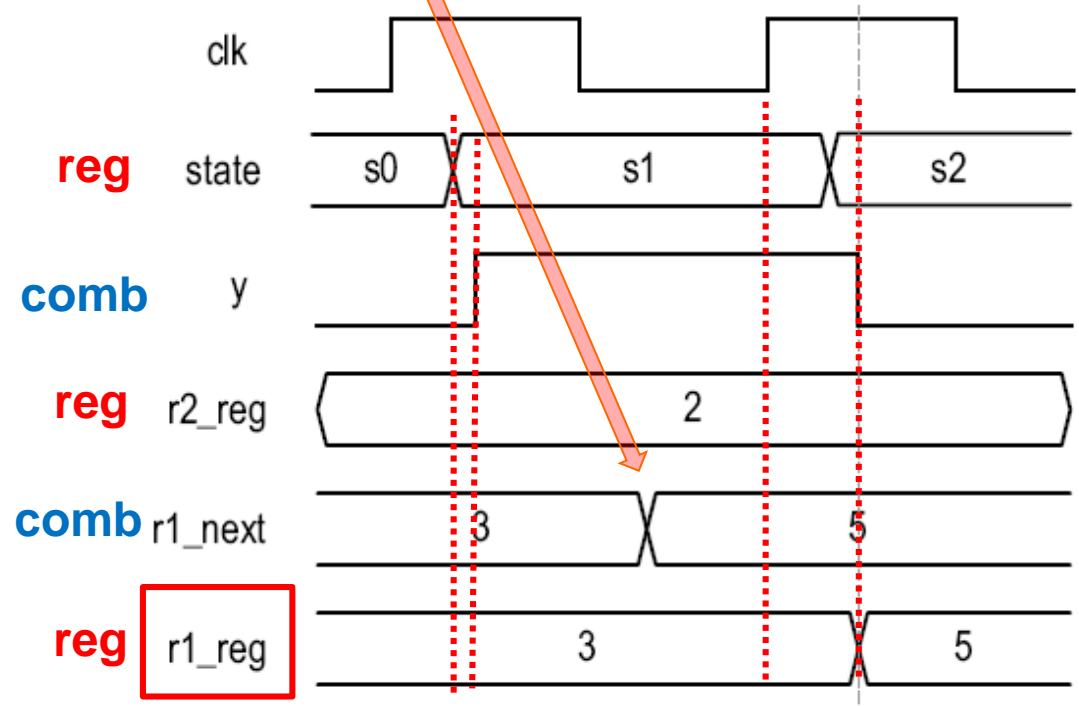 clk
reg state s0 s1 s2
comb y
reg r2_reg 2
comb r1_next 3 5
reg r1_reg 3 5